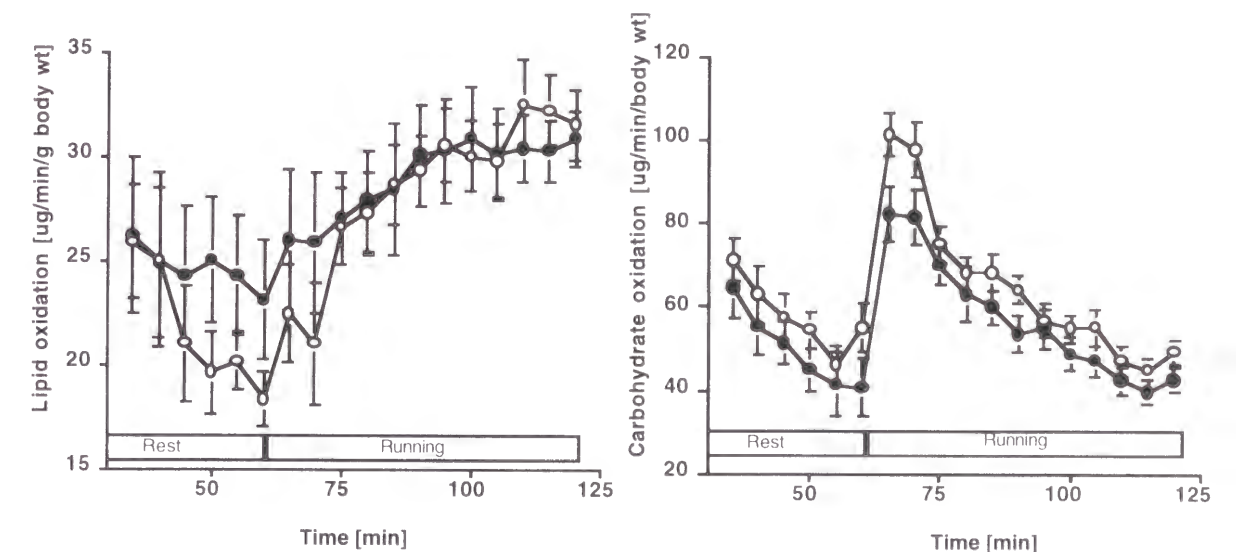 Lipid oxidation [ug/min/g body wt]
35
30
25
20
15
Rest
Running
50
75
100
125
Time [min]
Carbohydrate oxidation [ug/min/body wt]
120
100
80
60
40
20
Rest
Running
50
75
100
125
Time [min]